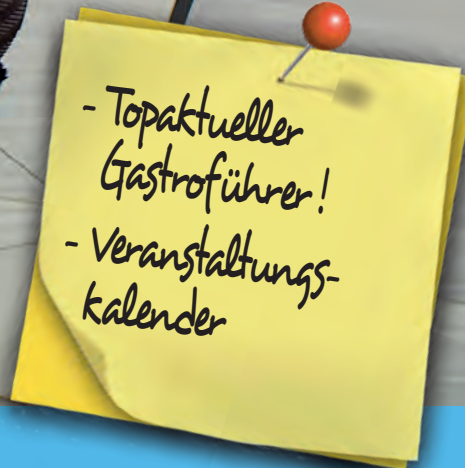 - Topaktueller
Gastroführer!
- Veranstaltungs-
kalender